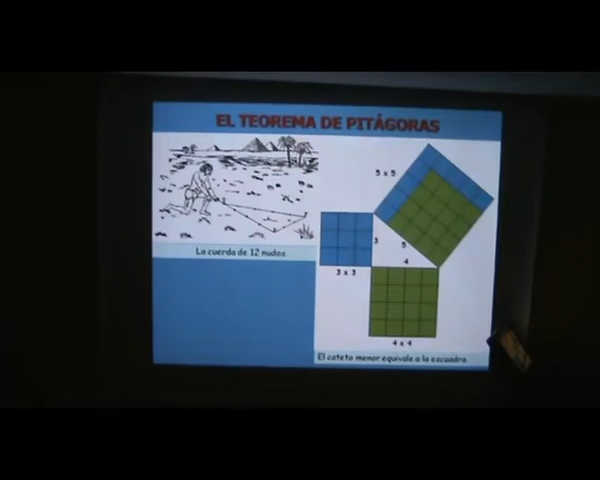 EL TEOREMA DE PITÁGORAS
5 x 5
3
5
4
3 x 3
La cuerda de 12 nudos
4 x 4
El cateto menor equivale a la escuadra